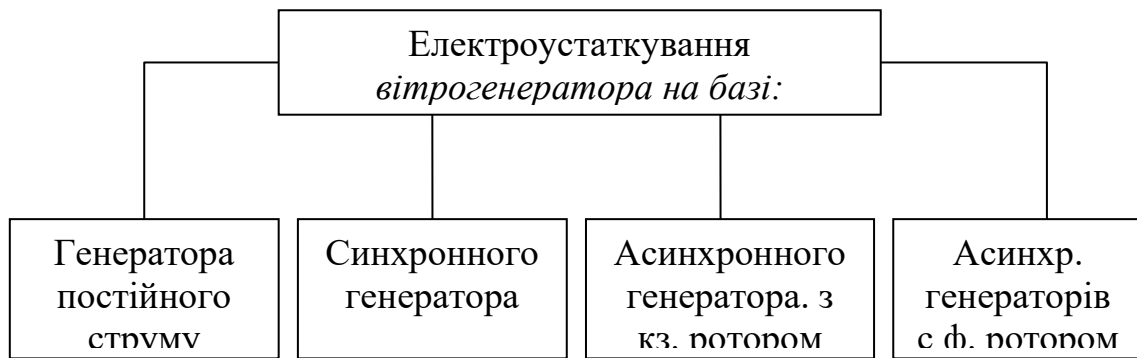 Електроустаткування
вітрогенератора на базі:
Генератора
постійного
струму
Синхронного
генератора
Асинхронного
генератора. з
кз. ротором
Асинхр.
генераторів
с ф. ротором